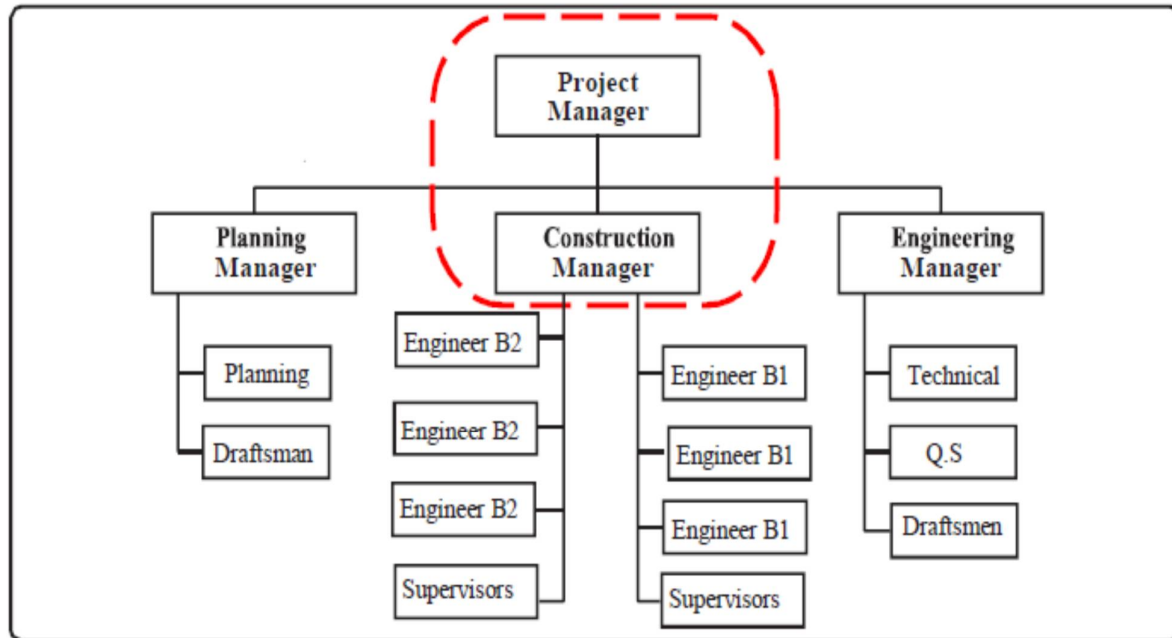 Project
Manager
Planning
Manager
Construction
Manager
Engineering
Manager
Planning
Draftsman
Engineer B2
Engineer B2
Engineer B2
Supervisors
Engineer B1
Engineer B1
Engineer B1
Supervisors
Technical
Q.S
Draftsmen